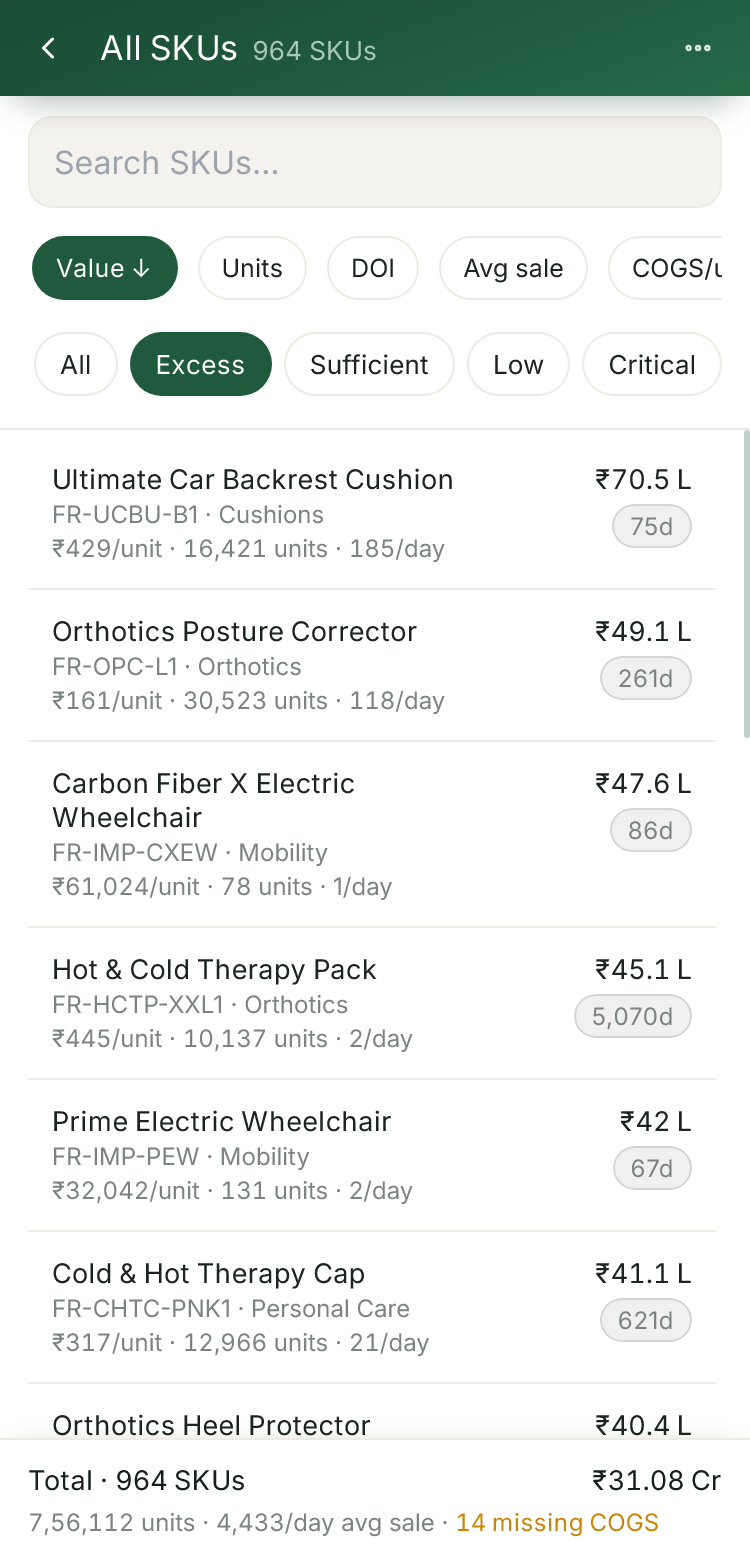 All SKUs 964 SKUs
Search SKUs...
Value ↓ Units DOI Avg sale COGS/u
All Excess Sufficient Low Critical
Ultimate Car Backrest Cushion ₹70.5 L
FR-UCBU-B1 · Cushions 75d
₹429/unit · 16,421 units · 185/day
Orthotics Posture Corrector ₹49.1 L
FR-OPC-L1 · Orthotics 261d
₹161/unit · 30,523 units · 118/day
Carbon Fiber X Electric ₹47.6 L
Wheelchair 86d
FR-IMP-CXEW · Mobility
₹61,024/unit · 78 units · 1/day
Hot & Cold Therapy Pack ₹45.1 L
FR-HCTP-XXL1 · Orthotics 5,070d
₹445/unit · 10,137 units · 2/day
Prime Electric Wheelchair ₹42 L
FR-IMP-PEW · Mobility 67d
₹32,042/unit · 131 units · 2/day
Cold & Hot Therapy Cap ₹41.1 L
FR-CHTC-PNK1 · Personal Care 621d
₹317/unit · 12,966 units · 21/day
Orthotics Heel Protector ₹40.4 L
Total · 964 SKUs ₹31.08 Cr
7,56,112 units · 4,433/day avg sale · 14 missing COGS